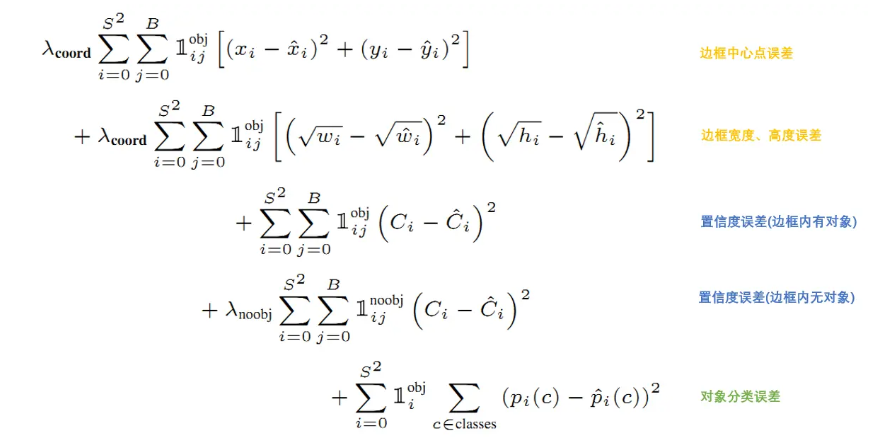 λ_coord ∑_{i=0}^{S^2} ∑_{j=0}^{B} 𝟙_{ij}^{obj} [(x_i − x̂_i)^2 + (y_i − ŷ_i)^2] 边框中心点误差
+ λ_coord ∑_{i=0}^{S^2} ∑_{j=0}^{B} 𝟙_{ij}^{obj} [(√w_i − √ŵ_i)^2 + (√h_i − √ĥ_i)^2] 边框宽度、高度误差
+ ∑_{i=0}^{S^2} ∑_{j=0}^{B} 𝟙_{ij}^{obj} (C_i − Ĉ_i)^2 置信度误差(边框内有对象)
+ λ_noobj ∑_{i=0}^{S^2} ∑_{j=0}^{B} 𝟙_{ij}^{noobj} (C_i − Ĉ_i)^2 置信度误差(边框内无对象)
+ ∑_{i=0}^{S^2} 𝟙_i^{obj} ∑_{c∈classes} (p_i(c) − p̂_i(c))^2 对象分类误差